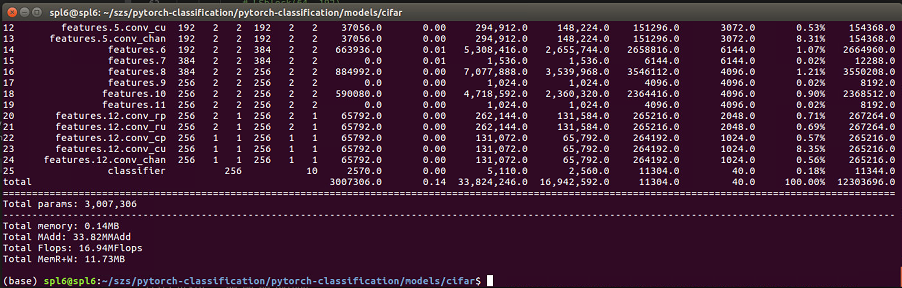 spl6@spl6: ~/szs/pytorch-classification/pytorch-classification/models/cifar
12 features.5.conv_cu 192 2 2 192 2 2 37056.0 0.00 294,912.0 148,224.0 151296.0 3072.0 0.53% 154368.0
13 features.5.conv_chan 192 2 2 192 2 2 37056.0 0.00 294,912.0 148,224.0 151296.0 3072.0 8.31% 154368.0
14 features.6 192 2 2 384 2 2 663936.0 0.01 5,308,416.0 2,655,744.0 2658816.0 6144.0 1.07% 2664960.0
15 features.7 384 2 2 384 2 2 0.0 0.01 1,536.0 1,536.0 6144.0 6144.0 0.02% 12288.0
16 features.8 384 2 2 256 2 2 884992.0 0.00 7,077,888.0 3,539,968.0 3546112.0 4096.0 1.21% 3550208.0
17 features.9 256 2 2 256 2 2 0.0 0.00 1,024.0 1,024.0 4096.0 4096.0 0.02% 8192.0
18 features.10 256 2 2 256 2 2 590080.0 0.00 4,718,592.0 2,360,320.0 2364416.0 4096.0 0.90% 2368512.0
19 features.11 256 2 2 256 2 2 0.0 0.00 1,024.0 1,024.0 4096.0 4096.0 0.02% 8192.0
20 features.12.conv_rp 256 2 1 256 2 1 65792.0 0.00 262,144.0 131,584.0 265216.0 2048.0 0.71% 267264.0
21 features.12.conv_ru 256 2 1 256 2 1 65792.0 0.00 262,144.0 131,584.0 265216.0 2048.0 0.69% 267264.0
22 features.12.conv_cp 256 1 1 256 1 1 65792.0 0.00 131,072.0 65,792.0 264192.0 1024.0 0.57% 265216.0
23 features.12.conv_cu 256 1 1 256 1 1 65792.0 0.00 131,072.0 65,792.0 264192.0 1024.0 8.35% 265216.0
24 features.12.conv_chan 256 1 1 256 1 1 65792.0 0.00 131,072.0 65,792.0 264192.0 1024.0 0.56% 265216.0
25 classifier 256 10 2570.0 0.00 5,110.0 2,560.0 11304.0 40.0 0.18% 11344.0
total 3007306.0 0.14 33,824,246.0 16,942,592.0 11304.0 40.0 100.00% 12303696.0
Total params: 3,007,306
Total memory: 0.14MB
Total MAdd: 33.82MMAdd
Total Flops: 16.94MFlops
Total MemR+W: 11.73MB
(base) spl6@spl6:~/szs/pytorch-classification/pytorch-classification/models/cifar$